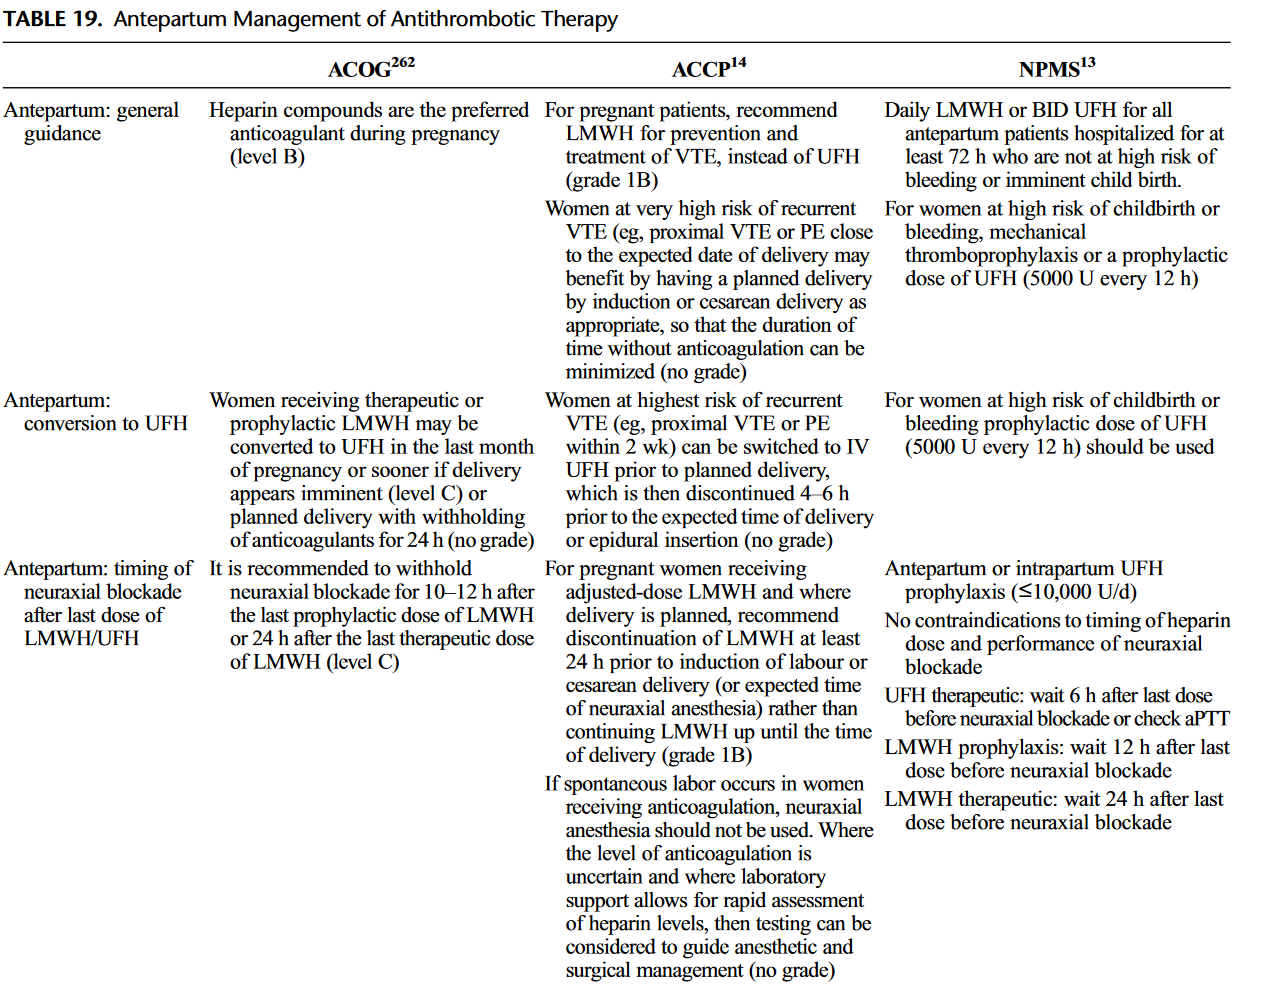 TABLE 19. Antepartum Management of Antithrombotic Therapy
ACOG262
ACCP14
NPMS13
Antepartum: general
guidance
Heparin compounds are the preferred
anticoagulant during pregnancy
(level B)
For pregnant patients, recommend
LMWH for prevention and
treatment of VTE, instead of UFH
(grade 1B)
Women at very high risk of recurrent
VTE (eg, proximal VTE or PE close
to the expected date of delivery may
benefit by having a planned delivery
by induction or cesarean delivery as
appropriate, so that the duration of
time without anticoagulation can be
minimized (no grade)
Daily LMWH or BID UFH for all
antepartum patients hospitalized for at
least 72 h who are not at high risk of
bleeding or imminent child birth.
For women at high risk of childbirth or
bleeding, mechanical
thromboprophylaxis or a prophylactic
dose of UFH (5000 U every 12 h)
Antepartum:
conversion to UFH
Women receiving therapeutic or
prophylactic LMWH may be
converted to UFH in the last month
of pregnancy or sooner if delivery
appears imminent (level C) or
planned delivery with withholding
of anticoagulants for 24 h (no grade)
Women at highest risk of recurrent
VTE (eg, proximal VTE or PE
within 2 wk) can be switched to IV
UFH prior to planned delivery,
which is then discontinued 4–6 h
prior to the expected time of delivery
or epidural insertion (no grade)
For women at high risk of childbirth or
bleeding prophylactic dose of UFH
(5000 U every 12 h) should be used
Antepartum: timing of
neuraxial blockade
after last dose of
LMWH/UFH
It is recommended to withhold
neuraxial blockade for 10–12 h after
the last prophylactic dose of LMWH
or 24 h after the last therapeutic dose
of LMWH (level C)
For pregnant women receiving
adjusted-dose LMWH and where
delivery is planned, recommend
discontinuation of LMWH at least
24 h prior to induction of labour or
cesarean delivery (or expected time
of neuraxial anesthesia) rather than
continuing LMWH up until the time
of delivery (grade 1B)
If spontaneous labor occurs in women
receiving anticoagulation, neuraxial
anesthesia should not be used. Where
the level of anticoagulation is
uncertain and where laboratory
support allows for rapid assessment
of heparin levels, then testing can be
considered to guide anesthetic and
surgical management (no grade)
Antepartum or intrapartum UFH
prophylaxis (≤10,000 U/d)
No contraindications to timing of heparin
dose and performance of neuraxial
blockade
UFH therapeutic: wait 6 h after last dose
before neuraxial blockade or check aPTT
LMWH prophylaxis: wait 12 h after last
dose before neuraxial blockade
LMWH therapeutic: wait 24 h after last
dose before neuraxial blockade